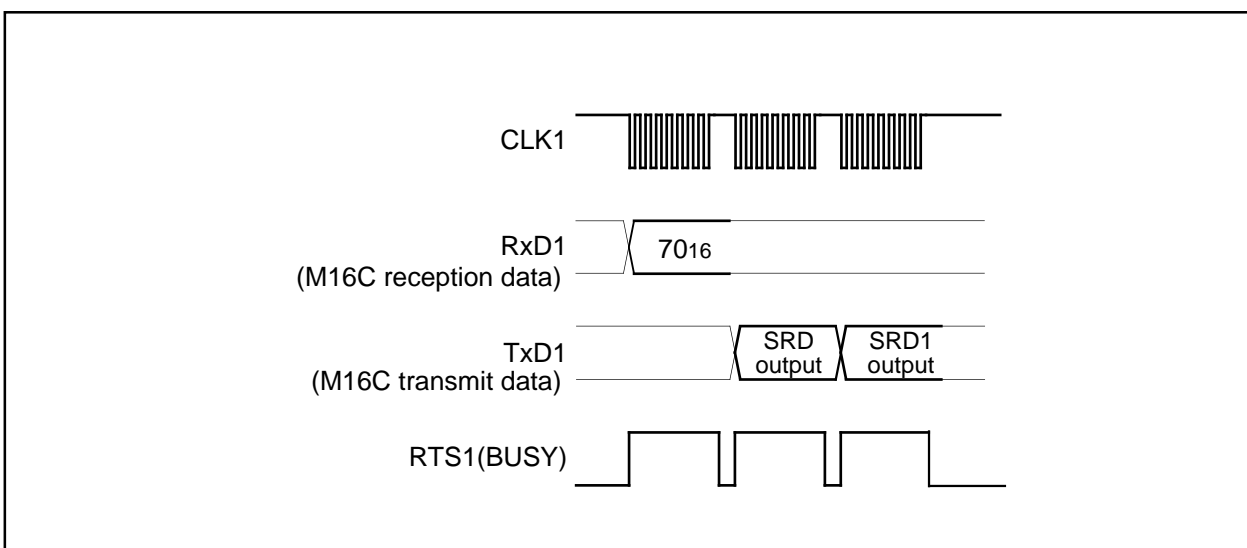 CLK1
RxD1
(M16C reception data)
7016
TxD1
(M16C transmit data)
SRD
output
SRD1
output
RTS1(BUSY)